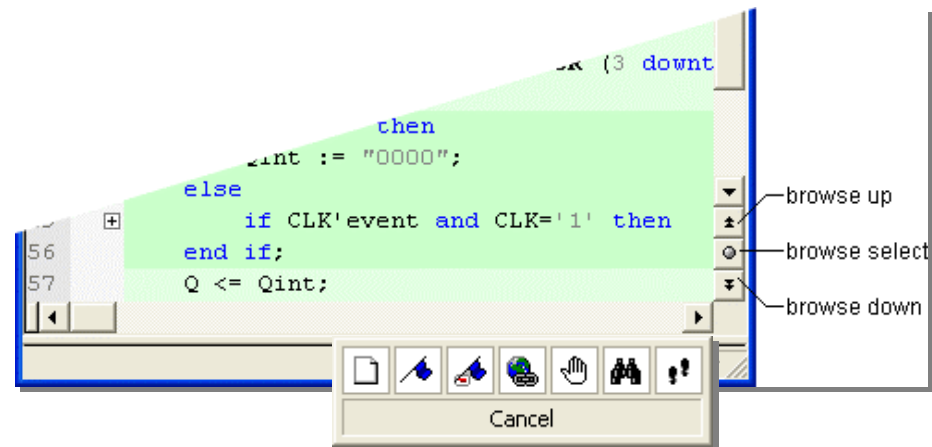 (3 downt
then
:= "0000";
else
if CLK'event and CLK='1' then
56 end if;
57 Q <= Qint;
browse up
browse select
browse down
Cancel